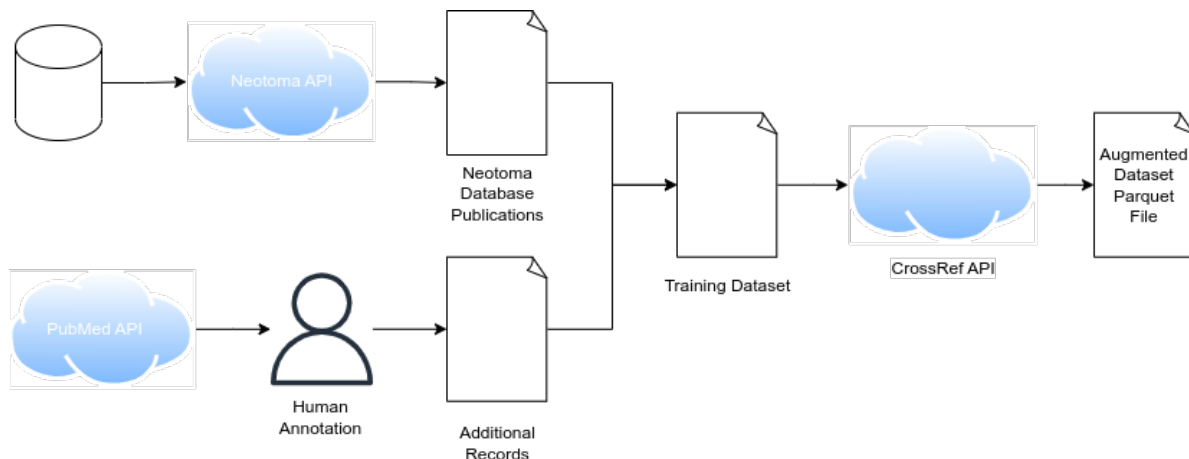 Neotoma API
Neotoma
Database
Publications
PubMed API
Human
Annotation
Additional
Records
Training Dataset
CrossRef API
Augmented
Dataset
Parquet
File